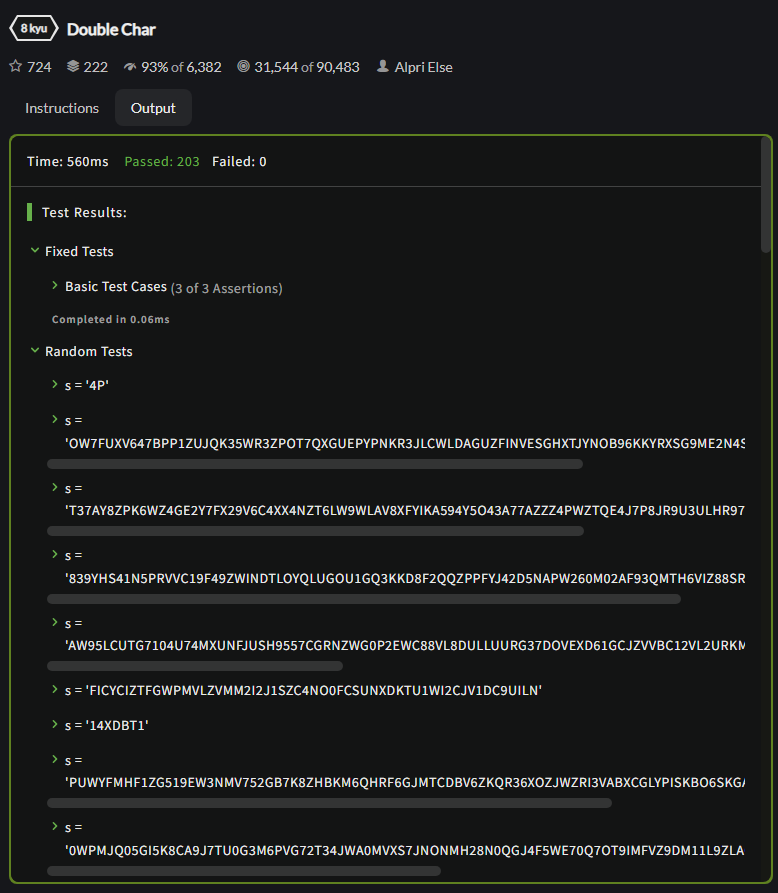 8 kyu Double Char
724 222 93% of 6,382 31,544 of 90,483 Alpri Else
Instructions Output
Time: 560ms Passed: 203 Failed: 0
Test Results:
Fixed Tests
Basic Test Cases (3 of 3 Assertions)
Completed in 0.06ms
Random Tests
s = '4P'
s =
'OW7FUXV647BPP1ZUJQK35WR3ZPOT7QXGUEPYPNKR3JLCWLDAGUZFINVESGHXTJYNOB96KKYRXSG9ME2N4S
s =
'T37AY8ZPK6WZ4GE2Y7FX29V6C4XX4NZT6LW9WLAV8XFYIKA594Y5O43A77AZZZ4PWZTQE4J7P8JR9U3ULHR97
s =
'839YHS41N5PRVVC19F49ZWINDTLOYQLUGOU1GQ3KKD8F2QQZPPFYJ42D5NAPW260M02AF93QMTH6VIZ88SR
s =
'AW95LCUTG7104U74MXUNFJUSH9557CGRNZWG0P2EWC88VL8DULLUURG37DOVEXD61GCJZVVBC12VL2URKM
s = 'FICYCIZTFGWPMVLZVMM2I2J1SZC4NO0FCSUNXDKTU1WI2CJV1DC9UILN'
s = '14XDBT1'
s =
'PUWYFMHF1ZG519EW3NMV752GB7K8ZHBKM6QHRF6GJMTCDBV6ZKQR36XOZJWZRI3VABXCGLYPISKBO6SKGA
s =
'0WPMJQ05GI5K8CA9J7TU0G3M6PVG72T34JWA0MVXS7JNONMH28N0QGJ4F5WE70Q7OT9IMFVZ9DM11L9ZLA